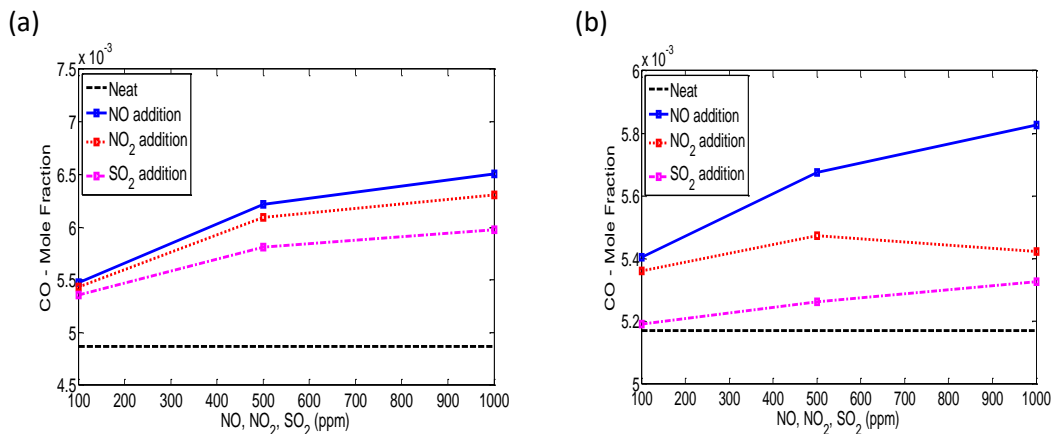 (a)
x 10⁻³
7.5
7
6.5
6
5.5
5
4.5
CO - Mole Fraction
Neat
NO addition
NO₂ addition
SO₂ addition
100 200 300 400 500 600 700 800 900 1000
NO, NO₂, SO₂ (ppm)
(b)
x 10⁻³
6
5.8
5.6
5.4
5.2
5
CO - Mole Fraction
Neat
NO addition
NO₂ addition
SO₂ addition
100 200 300 400 500 600 700 800 900 1000
NO, NO₂, SO₂ (ppm)